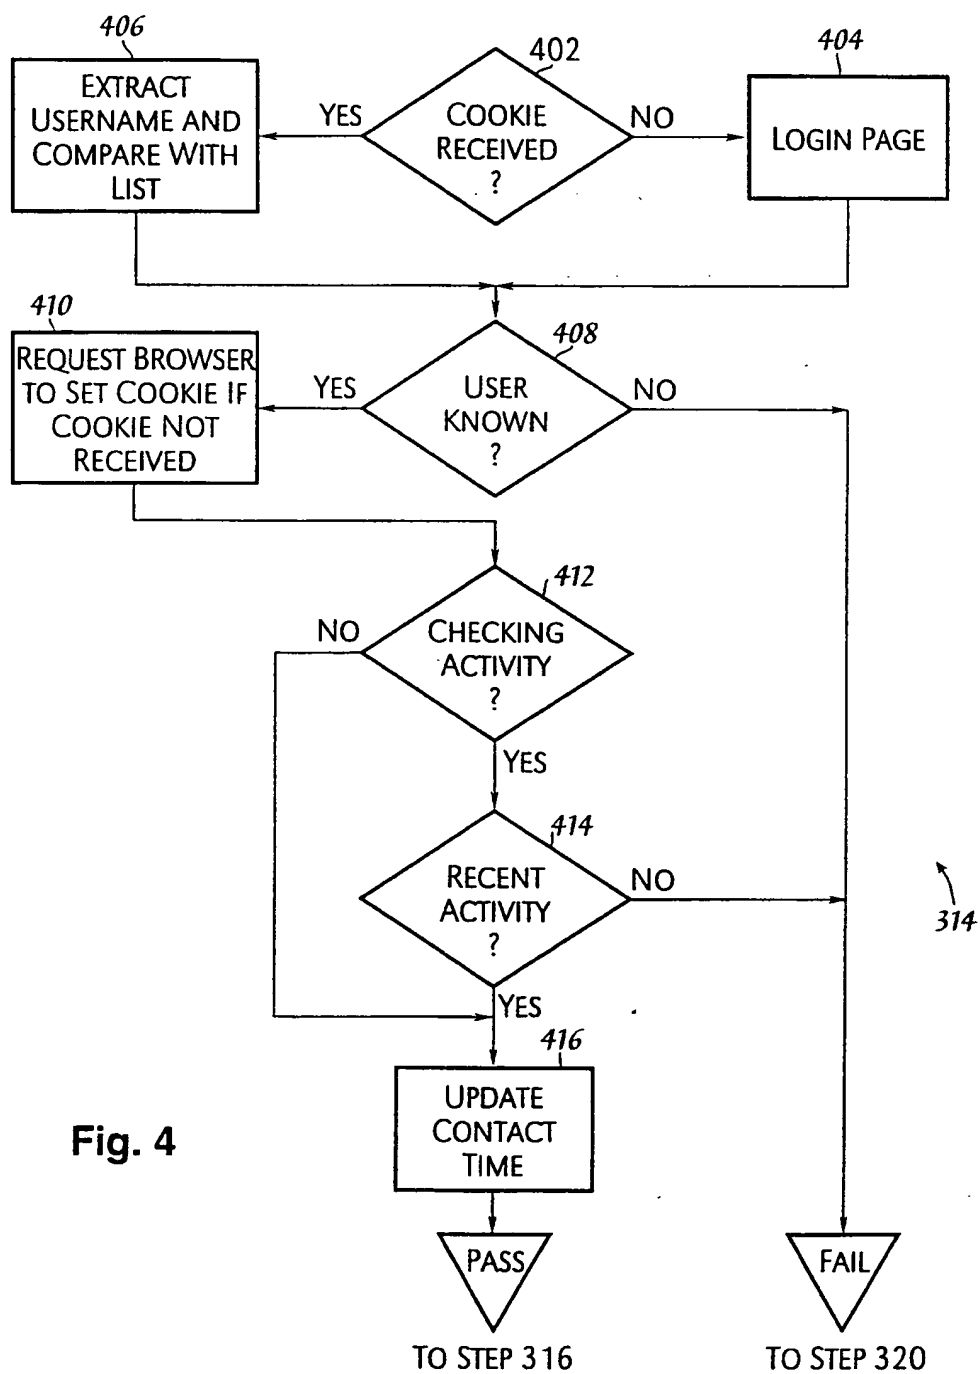 406
EXTRACT
USERNAME AND
COMPARE WITH
LIST
YES
402
COOKIE
RECEIVED
?
NO
404
LOGIN PAGE
410
REQUEST BROWSER
TO SET COOKIE IF
COOKIE NOT
RECEIVED
YES
408
USER
KNOWN
?
NO
412
CHECKING
ACTIVITY
?
NO
YES
414
RECENT
ACTIVITY
?
NO
YES
314
416
UPDATE
CONTACT
TIME
Fig. 4
PASS
FAIL
TO STEP 316
TO STEP 320